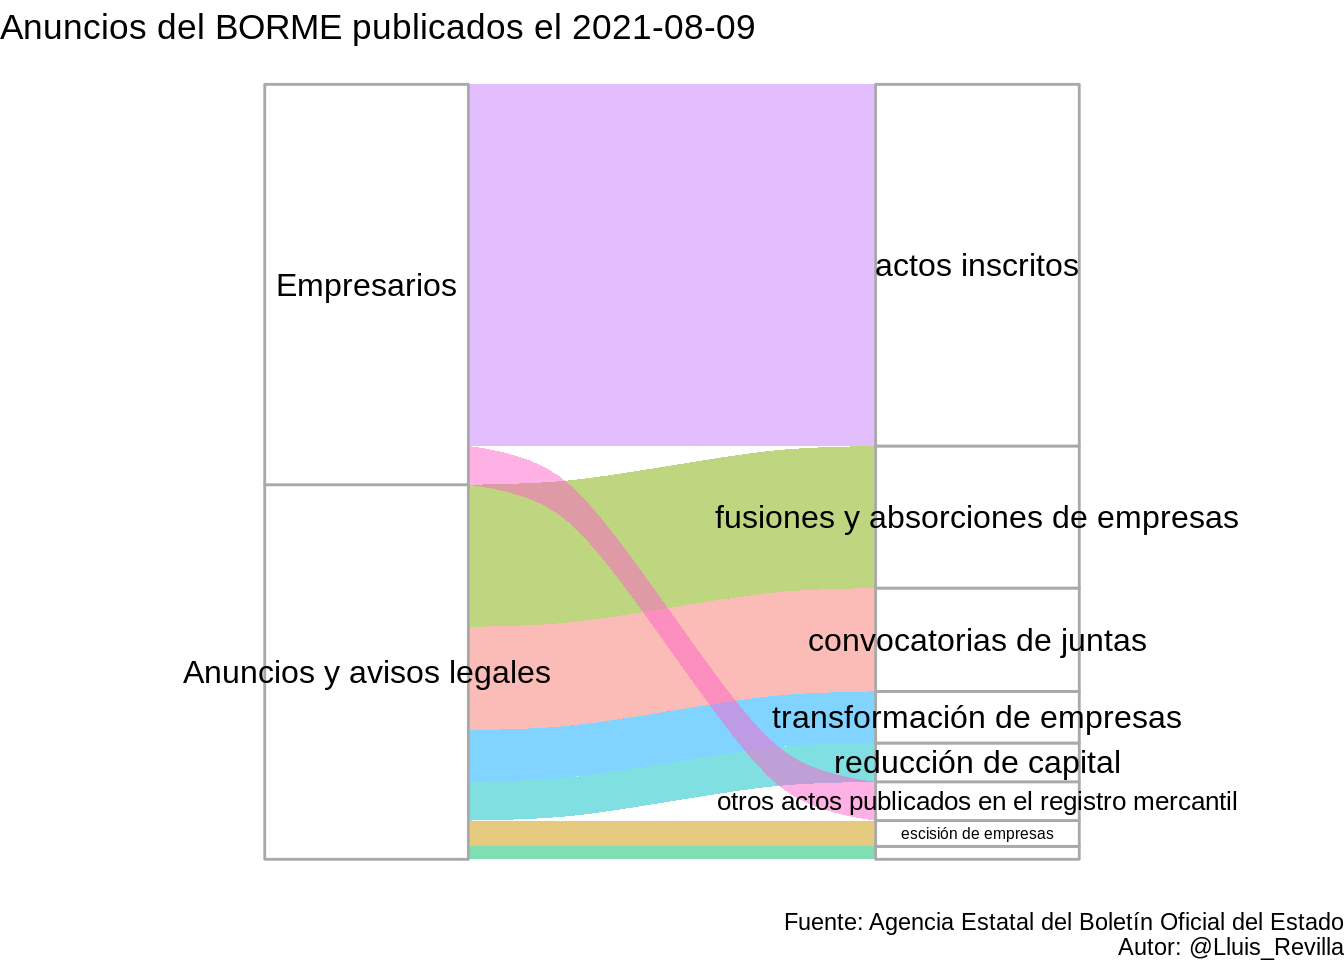 Anuncios del BORME publicados el 2021-08-09
Empresarios
Anuncios y avisos legales
actos inscritos
fusiones y absorciones de empresas
convocatorias de juntas
transformación de empresas
reducción de capital
otros actos publicados en el registro mercantil
escisión de empresas
Fuente: Agencia Estatal del Boletín Oficial del Estado
Autor: @Lluis_Revilla